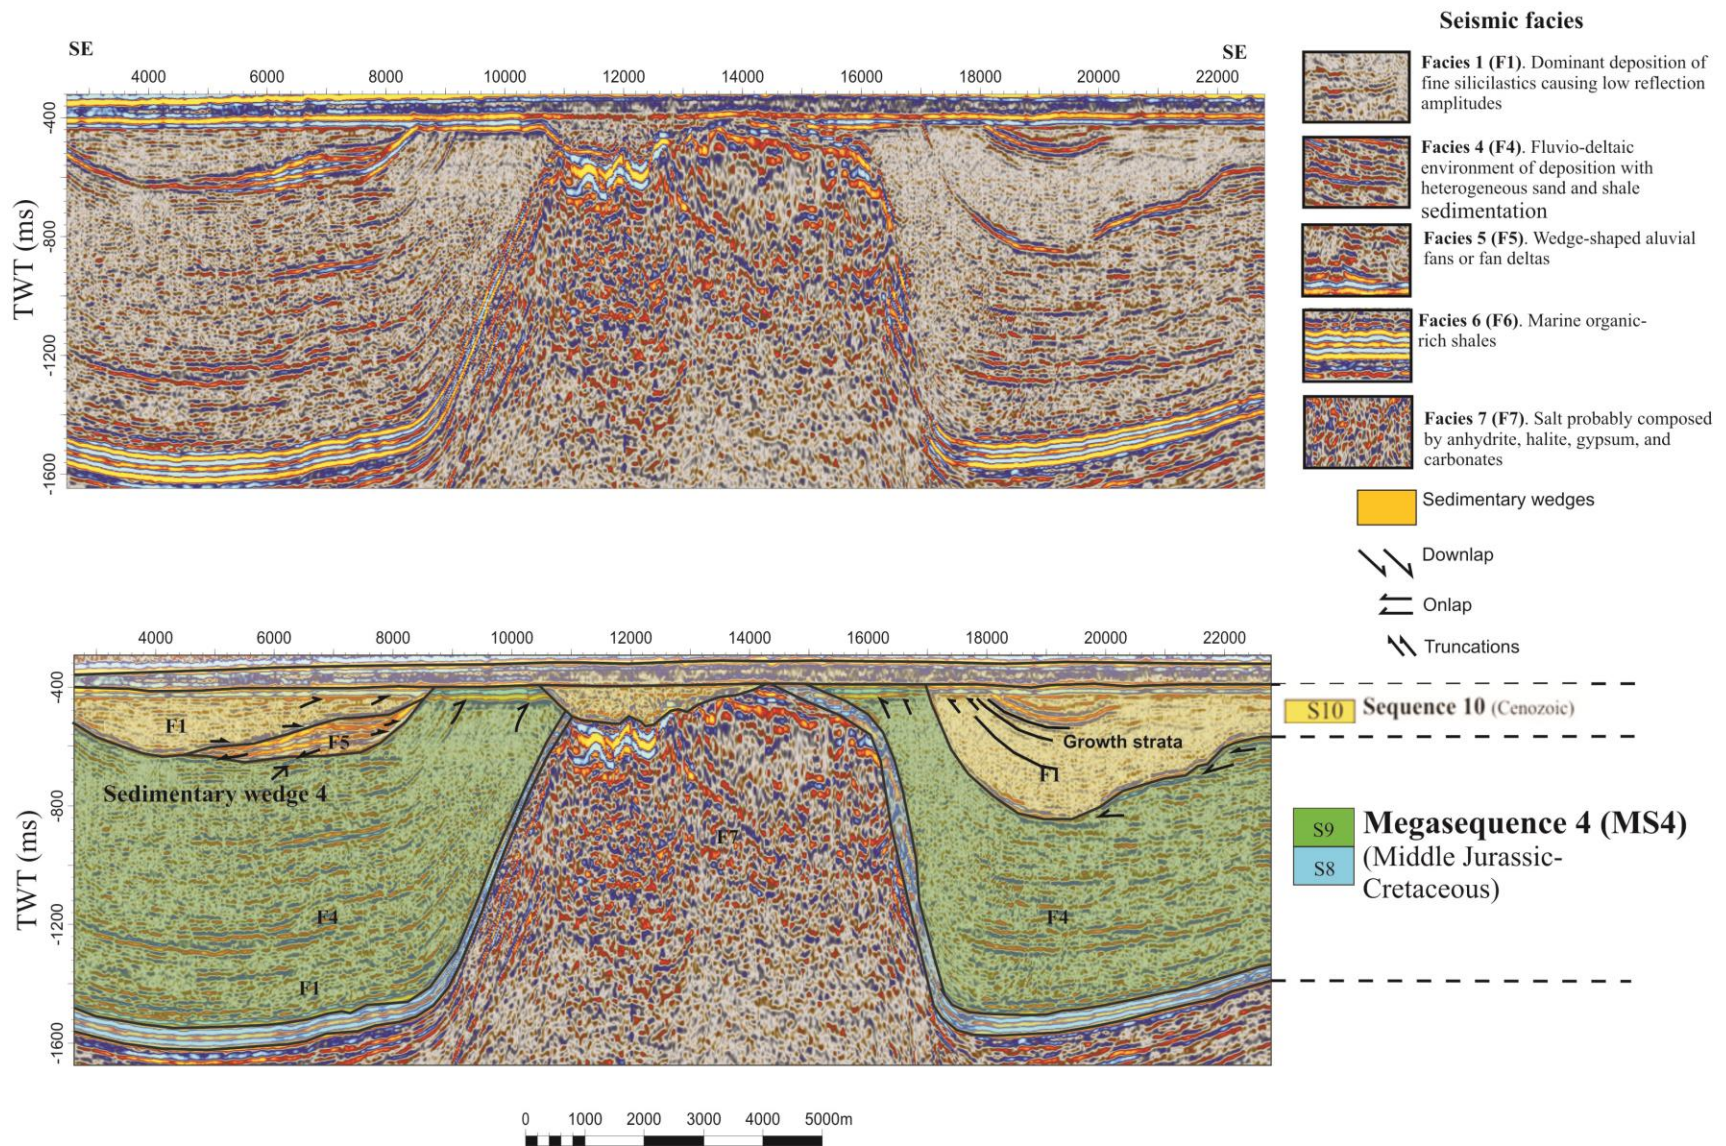 SE
SE
4000 6000 8000 10000 12000 14000 16000 18000 20000 22000
TWT (ms)
-400
-800
-1200
-1600
Seismic facies
Facies 1 (F1). Dominant deposition of
fine silicilastics causing low reflection
amplitudes
Facies 4 (F4). Fluvio-deltaic
environment of deposition with
heterogeneous sand and shale
sedimentation
Facies 5 (F5). Wedge-shaped aluvial
fans or fan deltas
Facies 6 (F6). Marine organic-
rich shales
Facies 7 (F7). Salt probably composed
by anhydrite, halite, gypsum, and
carbonates
Sedimentary wedges
Downlap
Onlap
Truncations
4000 6000 8000 10000 12000 14000 16000 18000 20000 22000
TWT (ms)
-400
-800
-1200
-1600
F1
F5
Sedimentary wedge 4
F4
F1
F7
Growth strata
F1
F4
S10 Sequence 10 (Cenozoic)
S9 Megasequence 4 (MS4)
S8 (Middle Jurassic-
Cretaceous)
0 1000 2000 3000 4000 5000m